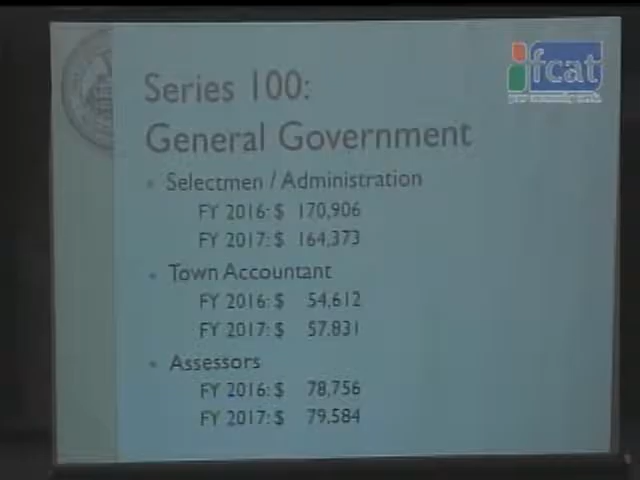 Series 100:
General Government
fcat
• Selectmen / Administration
FY 2016: $ 170,906
FY 2017: $ 164,373
• Town Accountant
FY 2016: $ 54,612
FY 2017: $ 57,831
• Assessors
FY 2016: $ 78,756
FY 2017: $ 79,584